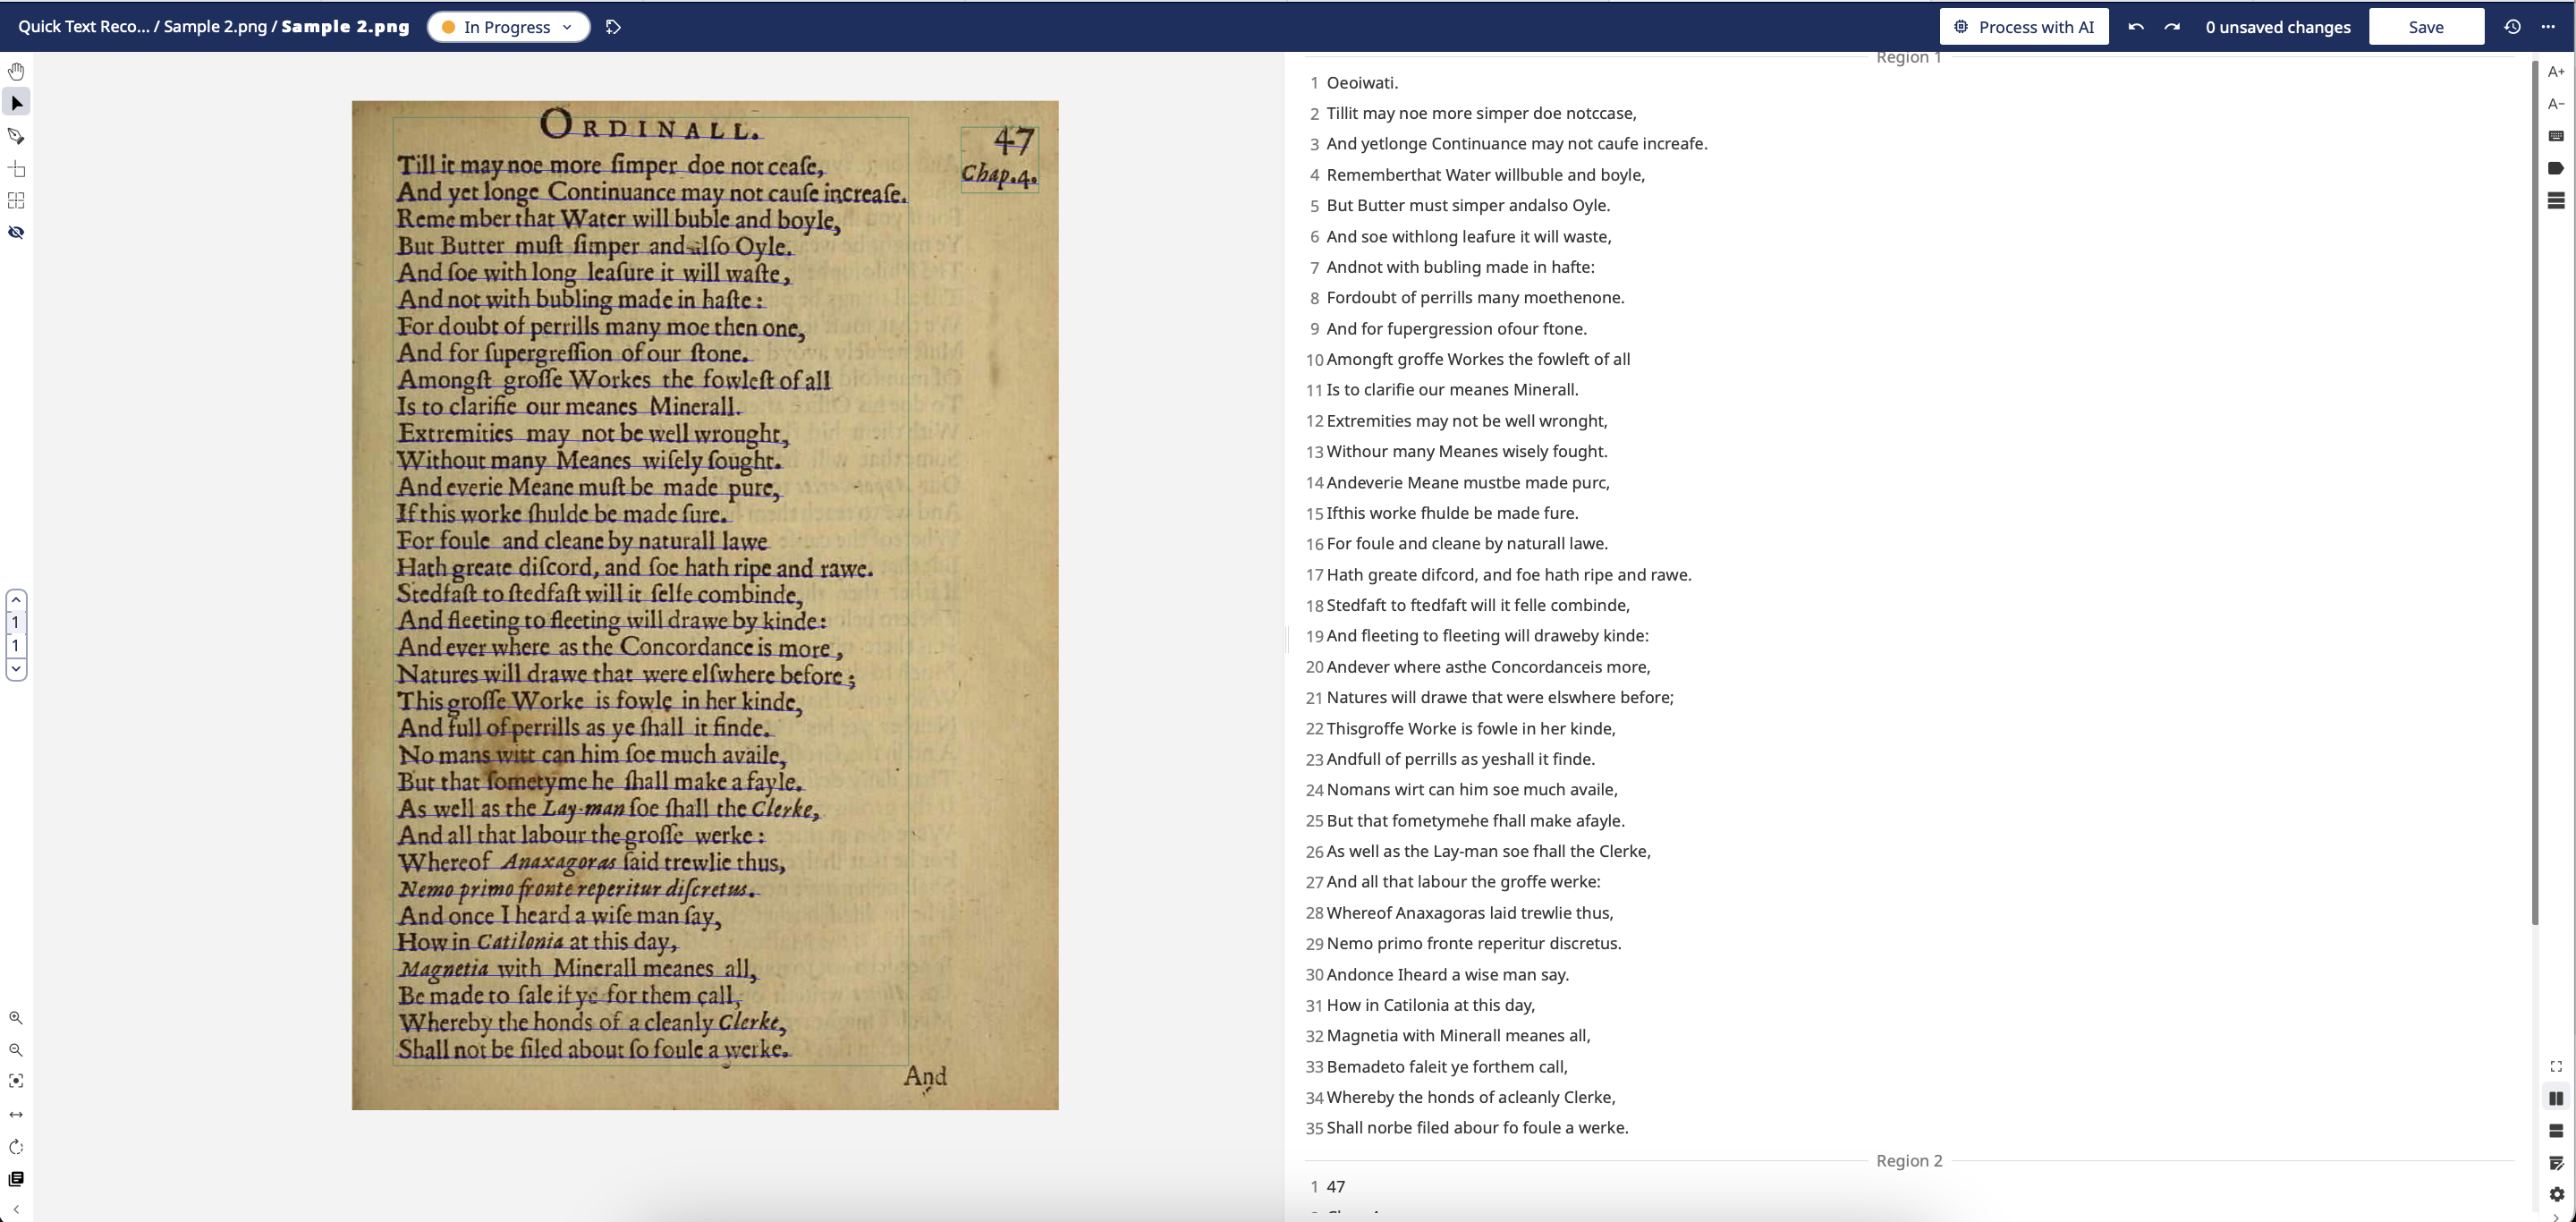 Quick Text Reco... / Sample 2.png / Sample 2.png
In Progress
Process with AI
0 unsaved changes
Save
ORDINALL.
47
Chap.4.
Till it may noe more ſimper doe not ceaſe,
And yet longe Continuance may not cauſe increaſe.
Remember that Water will buble and boyle,
But Butter muſt ſimper and alſo Oyle.
And ſoe with long leaſure it will waſte,
And not with bubling made in haſte:
For doubt of perrills many moe then one,
And for ſupergreſſion of our ſtone.
Amongſt groſſe Workes the fowleſt of all
Is to clarifie our meanes Minerall.
Extremities may not be well wrought,
Without many Meanes wiſely ſought.
And everie Meane muſt be made pure,
If this worke ſhulde be made ſure.
For foule and cleane by naturall lawe
Hath greate diſcord, and ſoe hath ripe and rawe.
Stedfaſt to ſtedfaſt will it ſelfe combinde,
And fleeting to fleeting will drawe by kinde:
And ever where as the Concordance is more,
Natures will drawe that were elſwhere before;
This groſſe Worke is fowle in her kinde,
And full of perrills as ye ſhall it finde.
No mans witt can him ſoe much availe,
But that ſometyme he ſhall make a fayle.
As well as the Lay-man ſoe ſhall the Clerke,
And all that labour the groſſe werke:
Whereof Anaxagoras ſaid trewlie thus,
Nemo primo fronte reperitur diſcretus.
And once I heard a wiſe man ſay,
How in Catilonia at this day,
Magnetia with Minerall meanes all,
Be made to ſale if ye for them call,
Whereby the honds of a cleanly Clerke,
Shall not be filed about ſo foule a werke.
And
1
1
Region 1
1 Oeoiwati.
2 Tillit may noe more simper doe notccase,
3 And yetlonge Continuance may not caufe increafe.
4 Rememberthat Water willbuble and boyle,
5 But Butter must simper andalso Oyle.
6 And soe withlong leafure it will waste,
7 Andnot with bubling made in hafte:
8 Fordoubt of perrills many moethenone.
9 And for fupergression ofour ftone.
10 Amongft groffe Workes the fowleft of all
11 Is to clarifie our meanes Minerall.
12 Extremities may not be well wronght,
13 Withour many Meanes wisely fought.
14 Andeverie Meane mustbe made purc,
15 Ifthis worke fhulde be made fure.
16 For foule and cleane by naturall lawe.
17 Hath greate difcord, and foe hath ripe and rawe.
18 Stedfaft to ftedfaft will it felle combinde,
19 And fleeting to fleeting will draweby kinde:
20 Andever where asthe Concordanceis more,
21 Natures will drawe that were elswhere before;
22 Thisgroffe Worke is fowle in her kinde,
23 Andfull of perrills as yeshall it finde.
24 Nomans wirt can him soe much availe,
25 But that fometymehe fhall make afayle.
26 As well as the Lay-man soe fhall the Clerke,
27 And all that labour the groffe werke:
28 Whereof Anaxagoras laid trewlie thus,
29 Nemo primo fronte reperitur discretus.
30 Andonce Iheard a wise man say.
31 How in Catilonia at this day,
32 Magnetia with Minerall meanes all,
33 Bemadeto faleit ye forthem call,
34 Whereby the honds of acleanly Clerke,
35 Shall norbe filed abour fo foule a werke.
Region 2
1 47
A+
A-